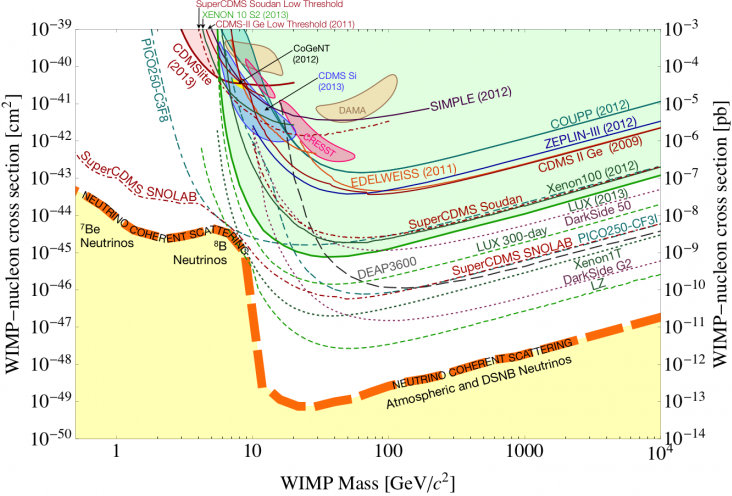 SuperCDMS Soudan Low Threshold
XENON 10 S2 (2013)
CDMS-II Ge Low Threshold (2011)
10−39
10−40
10−41
10−42
10−43
10−44
10−45
10−46
10−47
10−48
10−49
10−50
WIMP−nucleon cross section [cm2]
10−3
10−4
10−5
10−6
10−7
10−8
10−9
10−10
10−11
10−12
10−13
10−14
WIMP−nucleon cross section [pb]
PICO250-C3F8
CDMSlite
(2013)
CoGeNT
(2012)
CDMS Si
(2013)
DAMA
CRESST
SIMPLE (2012)
COUPP (2012)
ZEPLIN-III (2012)
CDMS II Ge (2009)
EDELWEISS (2011)
Xenon100 (2012)
SuperCDMS SNOLAB
SuperCDMS Soudan
LUX (2013)
DarkSide 50
LUX 300-day
PICO250-CF3I
DEAP3600
SuperCDMS SNOLAB
Xenon1T
DarkSide G2
LZ
NEUTRINO COHERENT SCATTERING
7Be
Neutrinos
8B
Neutrinos
NEUTRINO COHERENT SCATTERING
Atmospheric and DSNB Neutrinos
1
10
100
1000
104
WIMP Mass [GeV/c2]